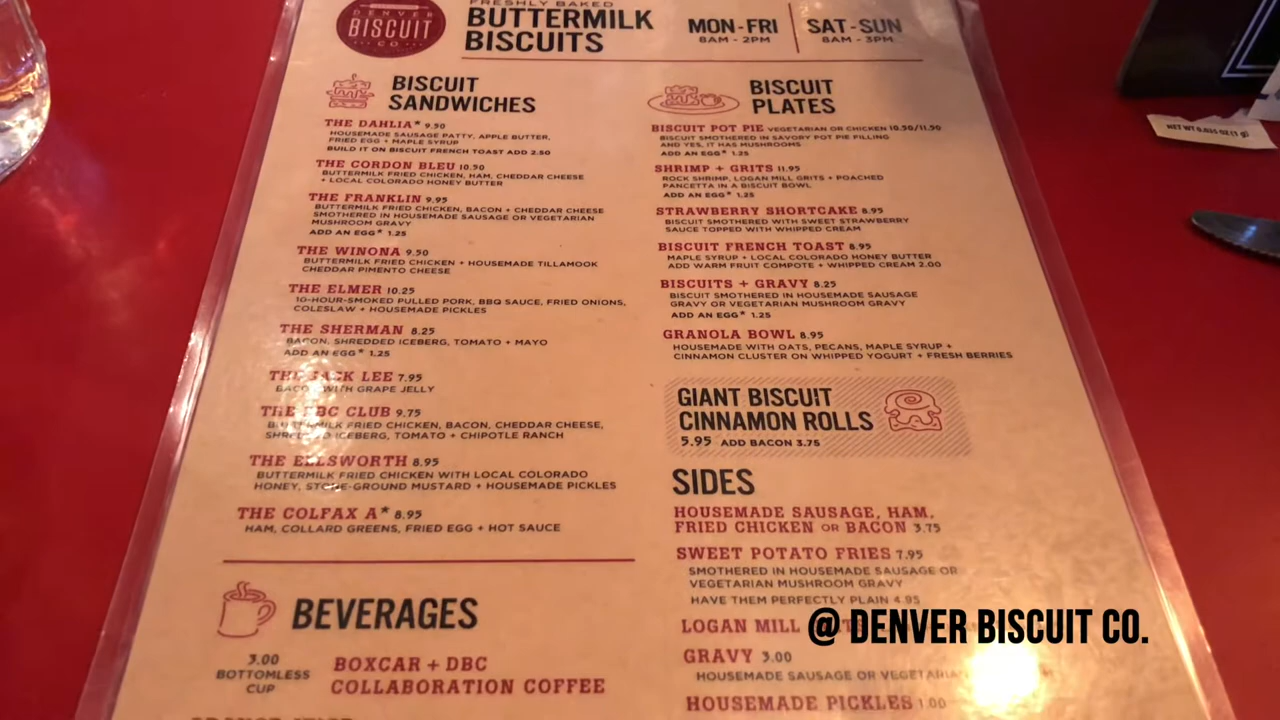 DENVER
BISCUIT
CO.
FRESHLY BAKED
BUTTERMILK
BISCUITS
MON-FRI
8AM - 2PM
SAT-SUN
8AM - 3PM
BISCUIT
SANDWICHES
THE DAHLIA* 9.50
HOUSEMADE SAUSAGE PATTY, APPLE BUTTER,
FRIED EGG + MAPLE SYRUP
BUILD IT ON BISCUIT FRENCH TOAST ADD 2.50
THE CORDON BLEU 10.50
BUTTERMILK FRIED CHICKEN, HAM, CHEDDAR CHEESE
+ LOCAL COLORADO HONEY BUTTER
THE FRANKLIN 9.95
BUTTERMILK FRIED CHICKEN, BACON + CHEDDAR CHEESE
SMOTHERED IN HOUSEMADE SAUSAGE OR VEGETARIAN
MUSHROOM GRAVY
ADD AN EGG* 1.25
THE WINONA 9.50
BUTTERMILK FRIED CHICKEN + HOUSEMADE TILLAMOOK
CHEDDAR PIMENTO CHEESE
THE ELMER 10.25
10-HOUR-SMOKED PULLED PORK, BBQ SAUCE, FRIED ONIONS,
COLESLAW + HOUSEMADE PICKLES
THE SHERMAN 8.25
BACON, SHREDDED ICEBERG, TOMATO + MAYO
ADD AN EGG* 1.25
THE JACK LEE 7.95
BACON WITH GRAPE JELLY
THE DBC CLUB 9.75
BUTTERMILK FRIED CHICKEN, BACON, CHEDDAR CHEESE,
SHREDDED ICEBERG, TOMATO + CHIPOTLE RANCH
THE ELLSWORTH 8.95
BUTTERMILK FRIED CHICKEN WITH LOCAL COLORADO
HONEY, STONE-GROUND MUSTARD + HOUSEMADE PICKLES
THE COLFAX A* 8.95
HAM, COLLARD GREENS, FRIED EGG + HOT SAUCE
BEVERAGES
3.00
BOTTOMLESS
CUP
BOXCAR + DBC
COLLABORATION COFFEE
BISCUIT
PLATES
BISCUIT POT PIE VEGETARIAN OR CHICKEN 10.50/11.50
BISCUIT SMOTHERED IN SAVORY POT PIE FILLING
AND YES, IT HAS MUSHROOMS
ADD AN EGG* 1.25
SHRIMP + GRITS 11.95
ROCK SHRIMP, LOGAN MILL GRITS + POACHED
PANCETTA IN A BISCUIT BOWL
ADD AN EGG* 1.25
STRAWBERRY SHORTCAKE 8.95
BISCUIT SMOTHERED WITH SWEET STRAWBERRY
SAUCE TOPPED WITH WHIPPED CREAM
BISCUIT FRENCH TOAST 8.95
MAPLE SYRUP + LOCAL COLORADO HONEY BUTTER
ADD WARM FRUIT COMPOTE + WHIPPED CREAM 2.00
BISCUITS + GRAVY 8.25
BISCUIT SMOTHERED IN HOUSEMADE SAUSAGE
GRAVY OR VEGETARIAN MUSHROOM GRAVY
ADD AN EGG* 1.25
GRANOLA BOWL 8.95
HOUSEMADE WITH OATS, PECANS, MAPLE SYRUP +
CINNAMON CLUSTER ON WHIPPED YOGURT + FRESH BERRIES
GIANT BISCUIT
CINNAMON ROLLS
5.95 ADD BACON 3.75
SIDES
HOUSEMADE SAUSAGE, HAM,
FRIED CHICKEN OR BACON 3.75
SWEET POTATO FRIES 7.95
SMOTHERED IN HOUSEMADE SAUSAGE OR
VEGETARIAN MUSHROOM GRAVY
HAVE THEM PERFECTLY PLAIN 4.95
LOGAN MILL
@ DENVER BISCUIT CO.
GRAVY 3.00
HOUSEMADE SAUSAGE OR VEGETARIAN
HOUSEMADE PICKLES 1.00
NET WT 0.035 OZ (1 g)